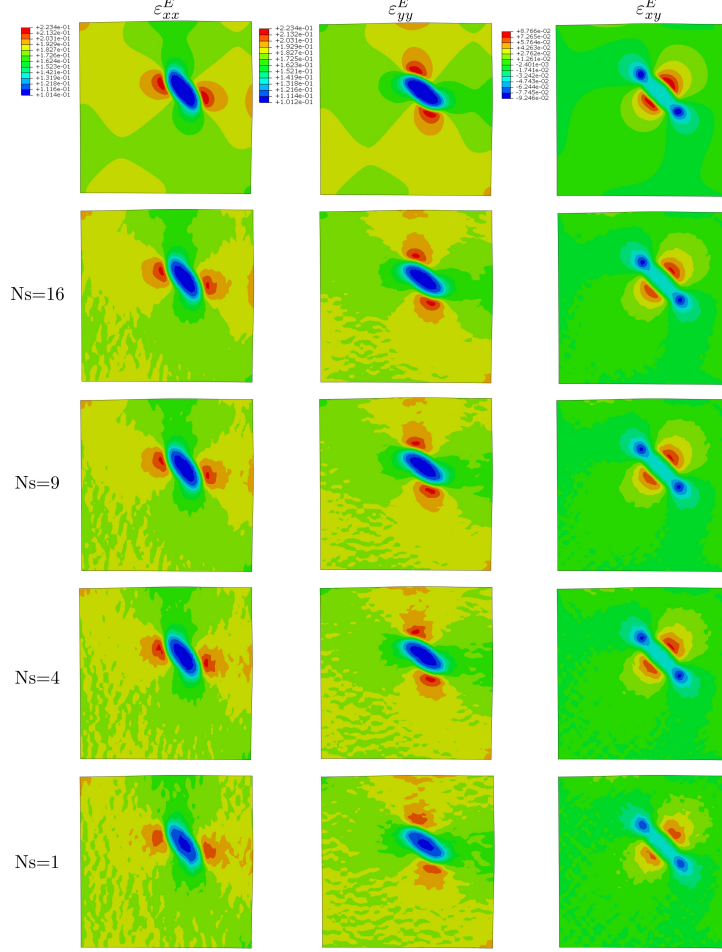 ε_xx^E
ε_yy^E
ε_xy^E
+2.234e-01
+2.132e-01
+2.031e-01
+1.929e-01
+1.827e-01
+1.726e-01
+1.624e-01
+1.523e-01
+1.421e-01
+1.319e-01
+1.218e-01
+1.116e-01
+1.014e-01
+2.234e-01
+2.132e-01
+2.031e-01
+1.929e-01
+1.827e-01
+1.725e-01
+1.623e-01
+1.521e-01
+1.419e-01
+1.318e-01
+1.216e-01
+1.114e-01
+1.012e-01
+8.766e-02
+7.265e-02
+5.764e-02
+4.263e-02
+2.762e-02
+1.261e-02
-2.401e-03
-1.741e-02
-3.242e-02
-4.743e-02
-6.244e-02
-7.745e-02
-9.246e-02
Ns=16
Ns=9
Ns=4
Ns=1